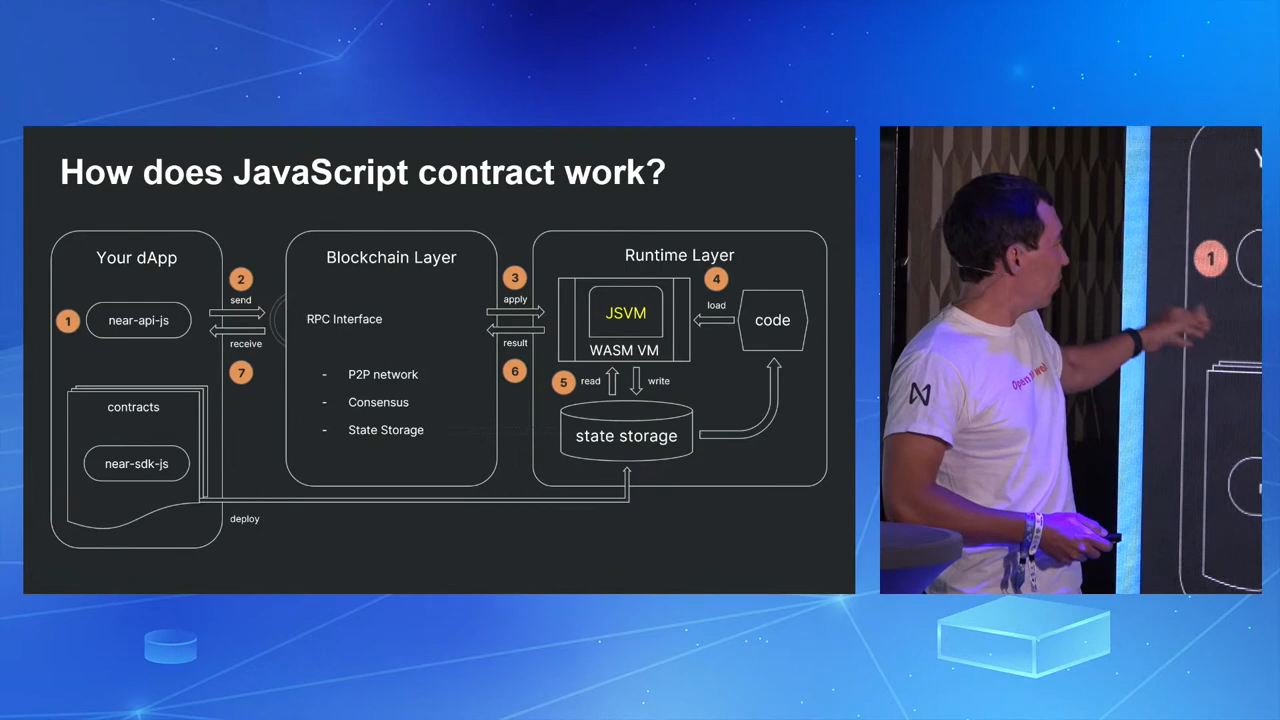 How does JavaScript contract work?
Your dApp
1
near-api-js
contracts
near-sdk-js
2
send
receive
7
deploy
Blockchain Layer
RPC Interface
- P2P network
- Consensus
- State Storage
3
apply
result
6
Runtime Layer
JSVM
WASM VM
4
load
code
5
read
write
state storage
1
Open